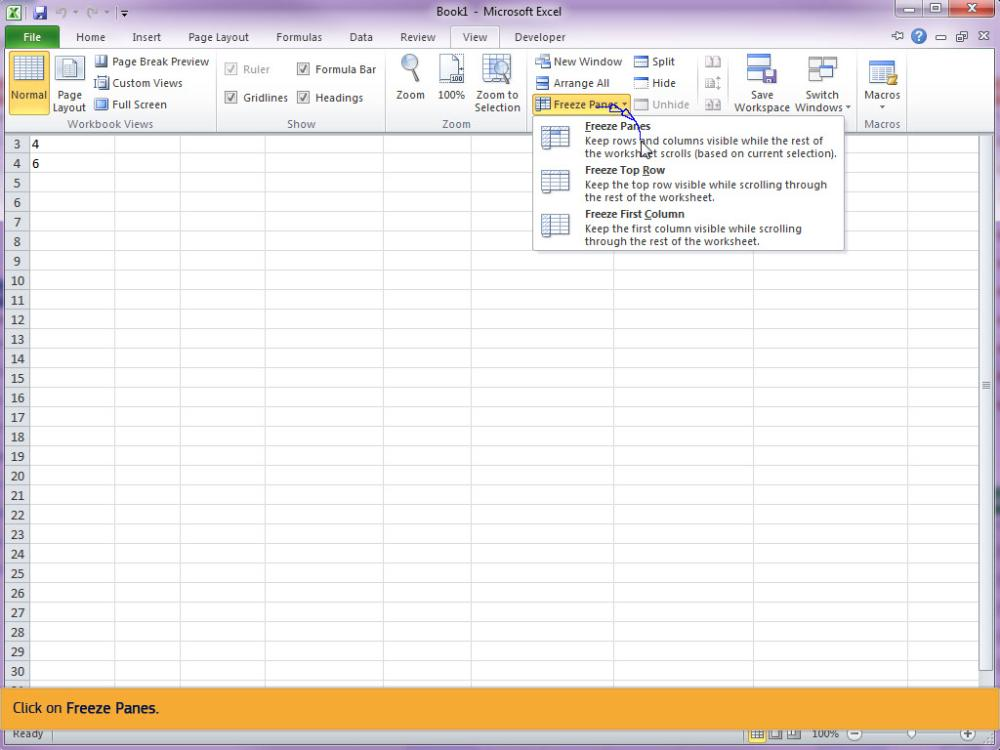 Book1 - Microsoft Excel
File Home Insert Page Layout Formulas Data Review View Developer
Normal
Page Layout
Page Break Preview
Custom Views
Full Screen
Workbook Views
Ruler Formula Bar
Gridlines Headings
Show
Zoom 100% Zoom to Selection
Zoom
New Window
Arrange All
Freeze Panes
Split
Hide
Unhide
Save Workspace
Switch Windows
Macros
Macros
Freeze Panes
Keep rows and columns visible while the rest of
the worksheet scrolls (based on current selection).
Freeze Top Row
Keep the top row visible while scrolling through
the rest of the worksheet.
Freeze First Column
Keep the first column visible while scrolling
through the rest of the worksheet.
3 4
4 6
5
6
7
8
9
10
11
12
13
14
15
16
17
18
19
20
21
22
23
24
25
26
27
28
29
30
Click on Freeze Panes.
Ready 100%